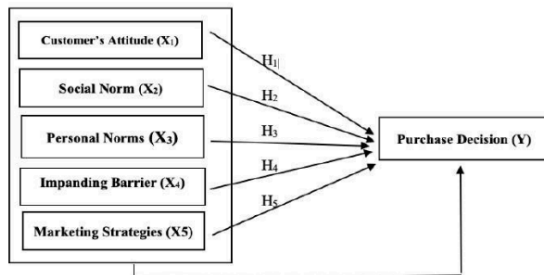 Customer's Attitude (X₁)
H₁
Social Norm (X₂)
H₂
Personal Norms (X₃)
H₃
Purchase Decision (Y)
Impanding Barrier (X₄)
H₄
Marketing Strategies (X5)
H₅